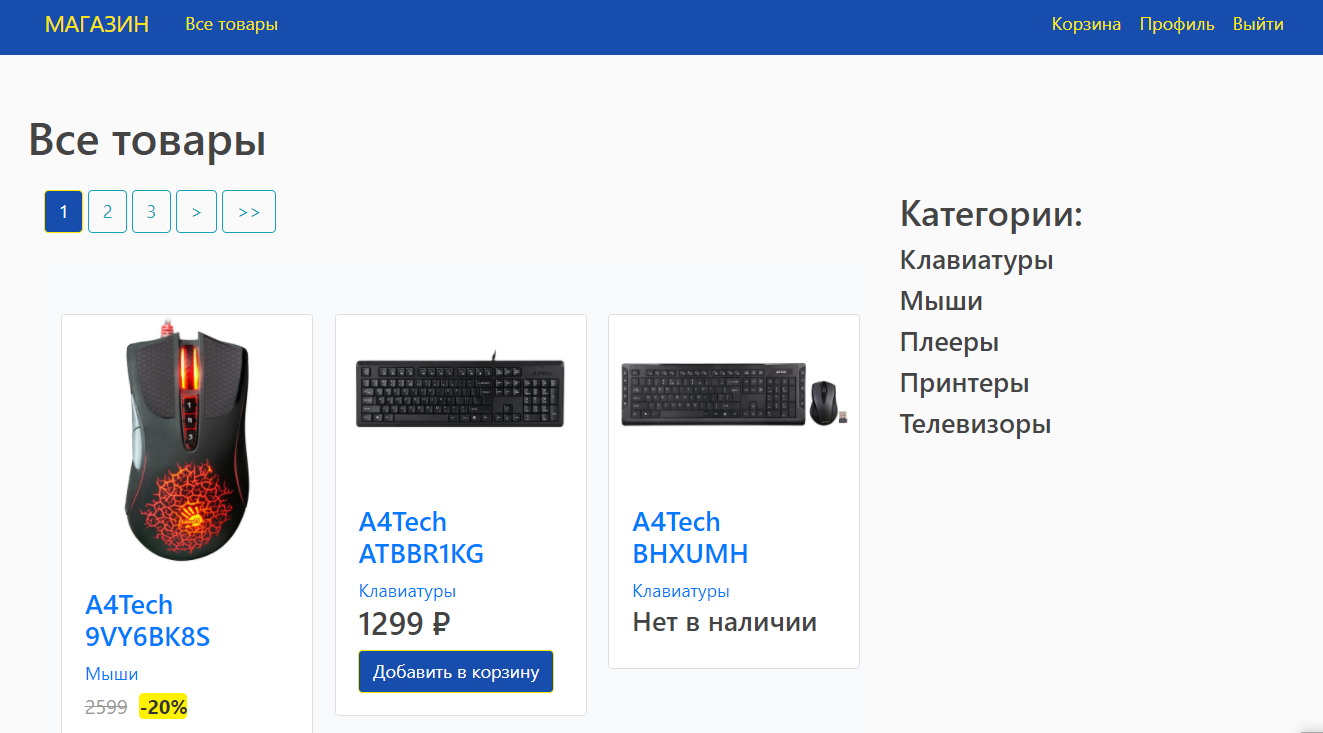 МАГАЗИН Все товары Корзина Профиль Выйти
Все товары
1 2 3 > >>
A4Tech
9VY6BK8S
Мыши
2599 -20%
A4Tech
ATBBR1KG
Клавиатуры
1299 ₽
Добавить в корзину
A4Tech
BHXUMH
Клавиатуры
Нет в наличии
Категории:
Клавиатуры
Мыши
Плееры
Принтеры
Телевизоры